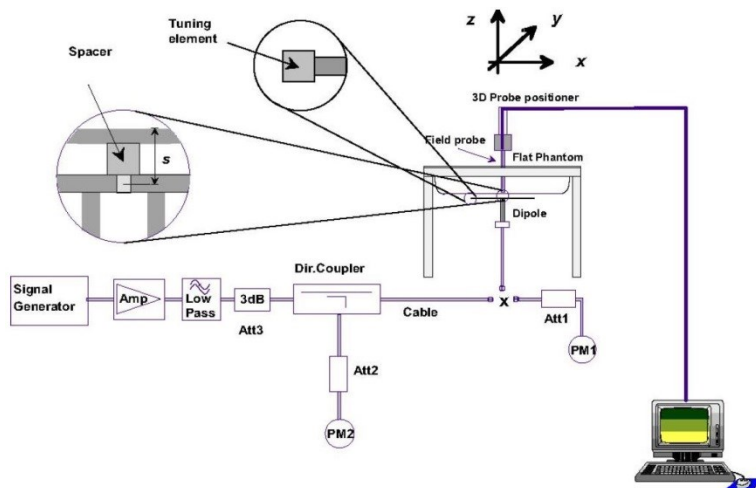 Tuning
element
Spacer
s
z
y
x
3D Probe positioner
Field probe
Flat Phantom
Dipole
Dir.Coupler
Signal
Generator
Amp
Low
Pass
3dB
Att3
Cable
x
Att1
PM1
Att2
PM2